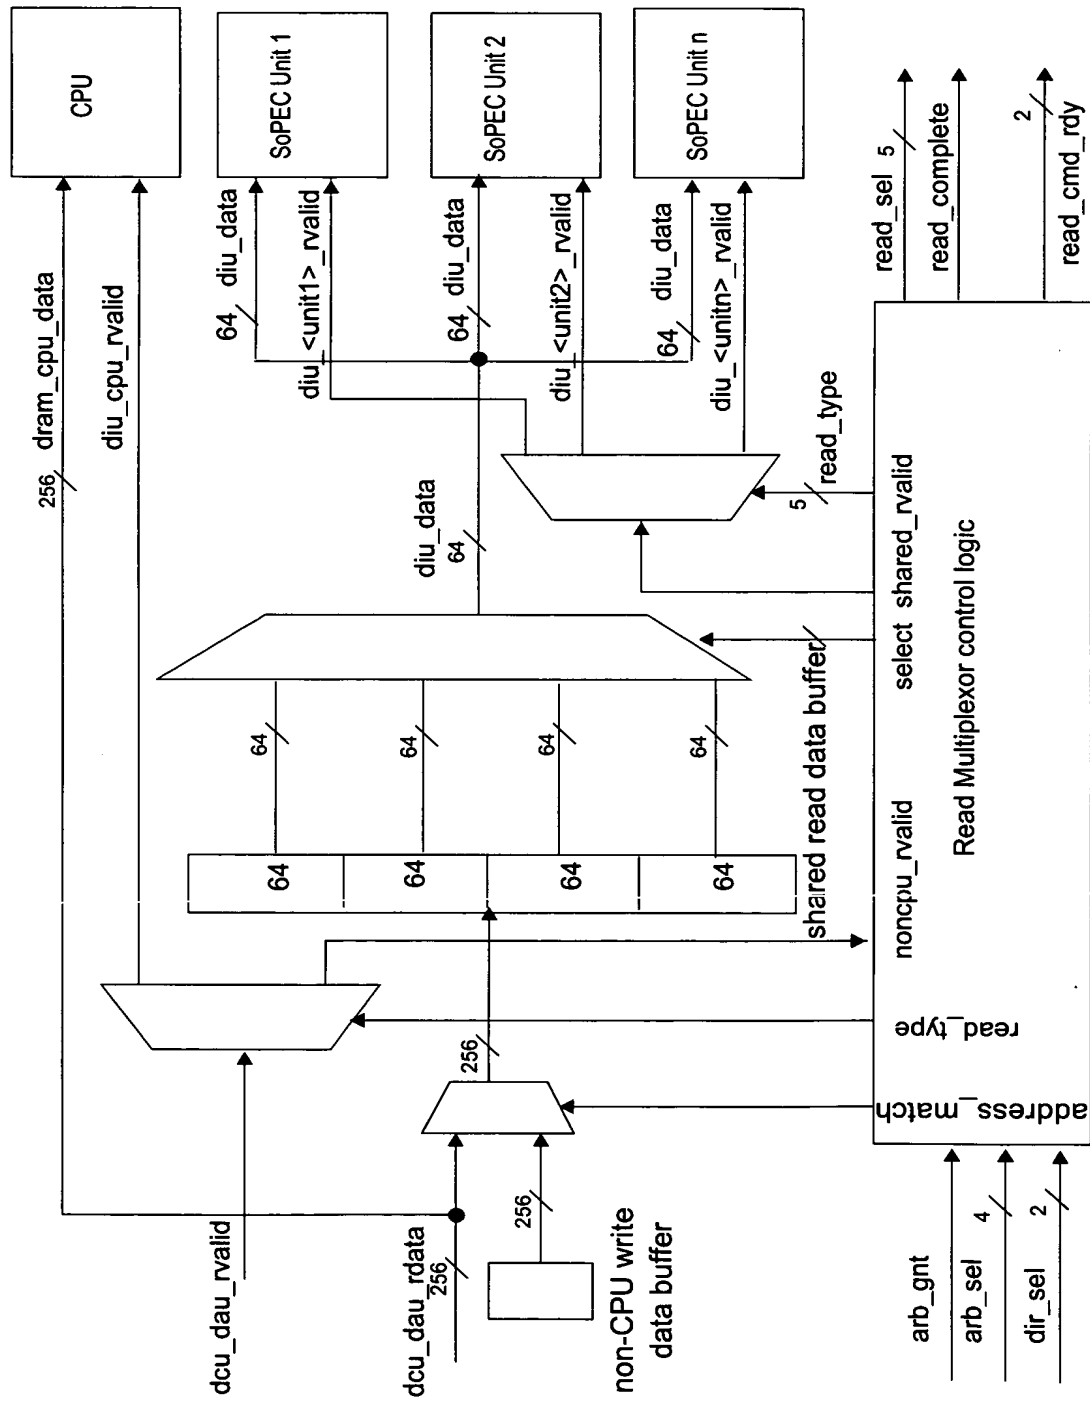 CPU
SoPEC Unit 1
SoPEC Unit 2
SoPEC Unit n
256
dram_cpu_data
diu_cpu_rvalid
64
diu_data
diu_<unit1>_rvalid
64
diu_data
diu_<unit2>_rvalid
64
diu_data
diu_<unitn>_rvalid
read_sel
5
read_complete
2
read_cmd_rdy
diu_data
64
5
read_type
64
64
64
64
64
64
64
64
shared read data buffer
select
shared_rvalid
noncpu_rvalid
Read Multiplexor control logic
read_type
address_match
256
dcu_dau_rvalid
dcu_dau_rdata
256
256
non-CPU write
data buffer
arb_gnt
arb_sel
4
dir_sel
2